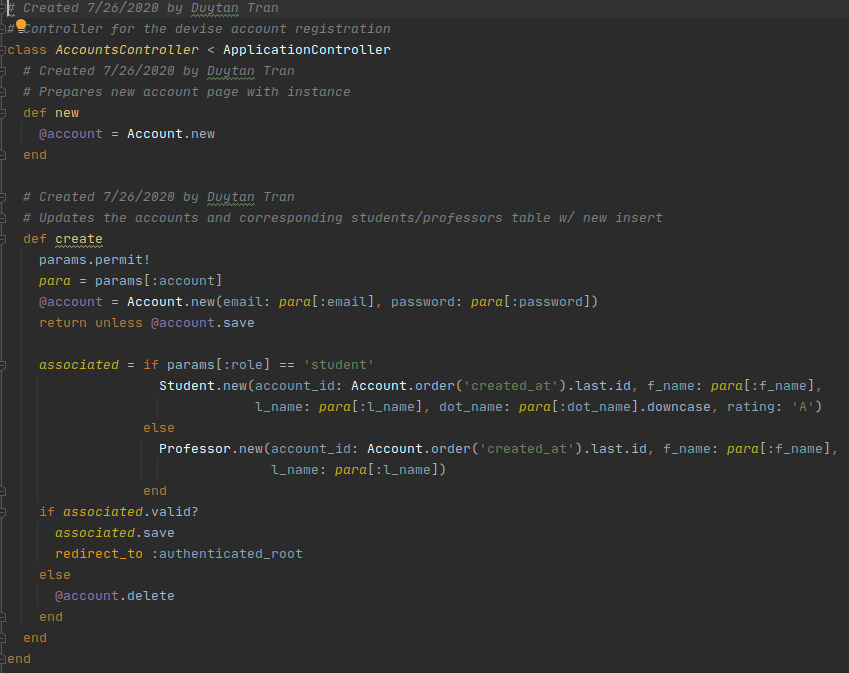 # Created 7/26/2020 by Duytan Tran
# Controller for the devise account registration
class AccountsController < ApplicationController
  # Created 7/26/2020 by Duytan Tran
  # Prepares new account page with instance
  def new
    @account = Account.new
  end

  # Created 7/26/2020 by Duytan Tran
  # Updates the accounts and corresponding students/professors table w/ new insert
  def create
    params.permit!
    para = params[:account]
    @account = Account.new(email: para[:email], password: para[:password])
    return unless @account.save

    associated = if params[:role] == 'student'
                   Student.new(account_id: Account.order('created_at').last.id, f_name: para[:f_name],
                               l_name: para[:l_name], dot_name: para[:dot_name].downcase, rating: 'A')
                 else
                   Professor.new(account_id: Account.order('created_at').last.id, f_name: para[:f_name],
                                 l_name: para[:l_name])
                 end
    if associated.valid?
      associated.save
      redirect_to :authenticated_root
    else
      @account.delete
    end
  end
end